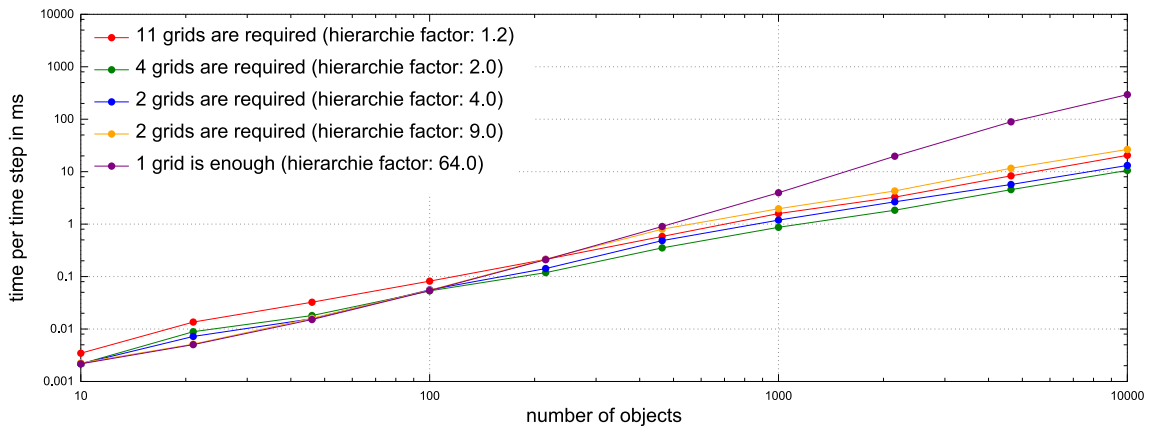 10000
1000
100
10
1
0.1
0.01
0.001
time per time step in ms
11 grids are required (hierarchie factor: 1.2)
4 grids are required (hierarchie factor: 2.0)
2 grids are required (hierarchie factor: 4.0)
2 grids are required (hierarchie factor: 9.0)
1 grid is enough (hierarchie factor: 64.0)
10
100
1000
10000
number of objects